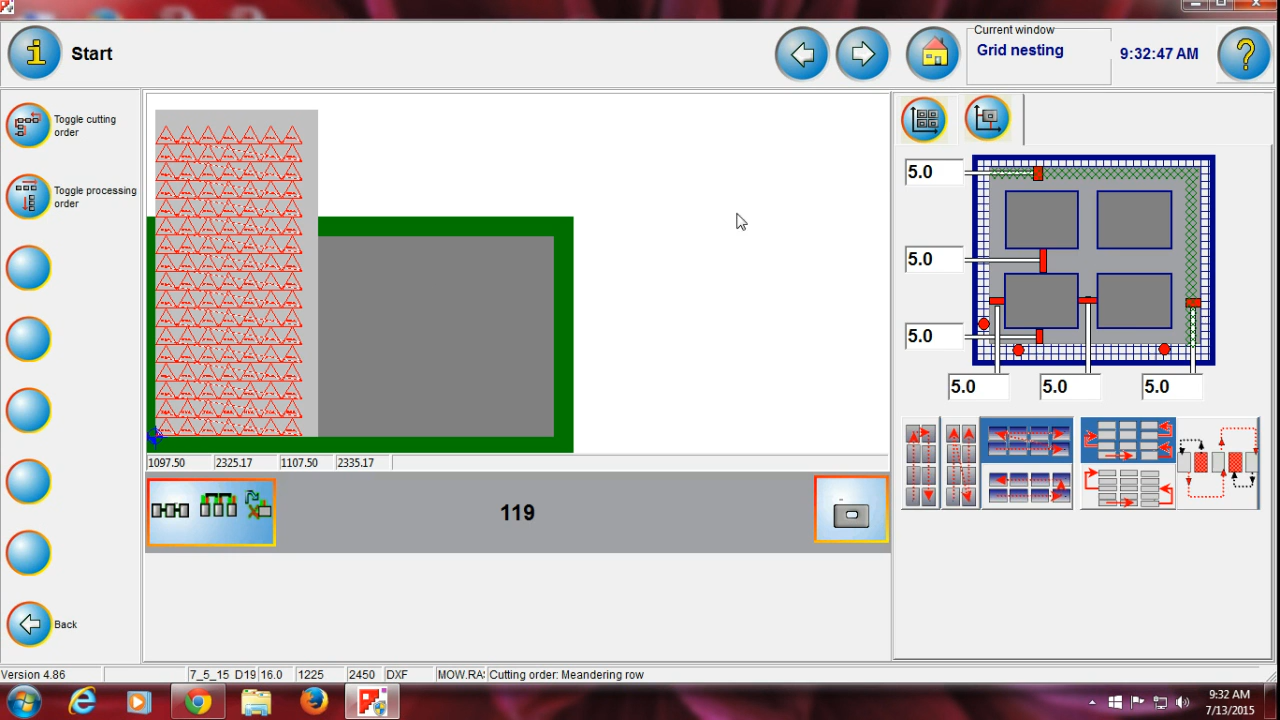 i
Start
Current window
Grid nesting
9:32:47 AM
?
Toggle cutting
order
Toggle processing
order
Back
5.0
5.0
5.0
5.0
5.0
5.0
1097.50
2325.17
1107.50
2335.17
119
Version 4.86
7_5_15 D19
16.0
1225
2450
DXF
MOW.RA
Cutting order: Meandering row
9:32 AM
7/13/2015